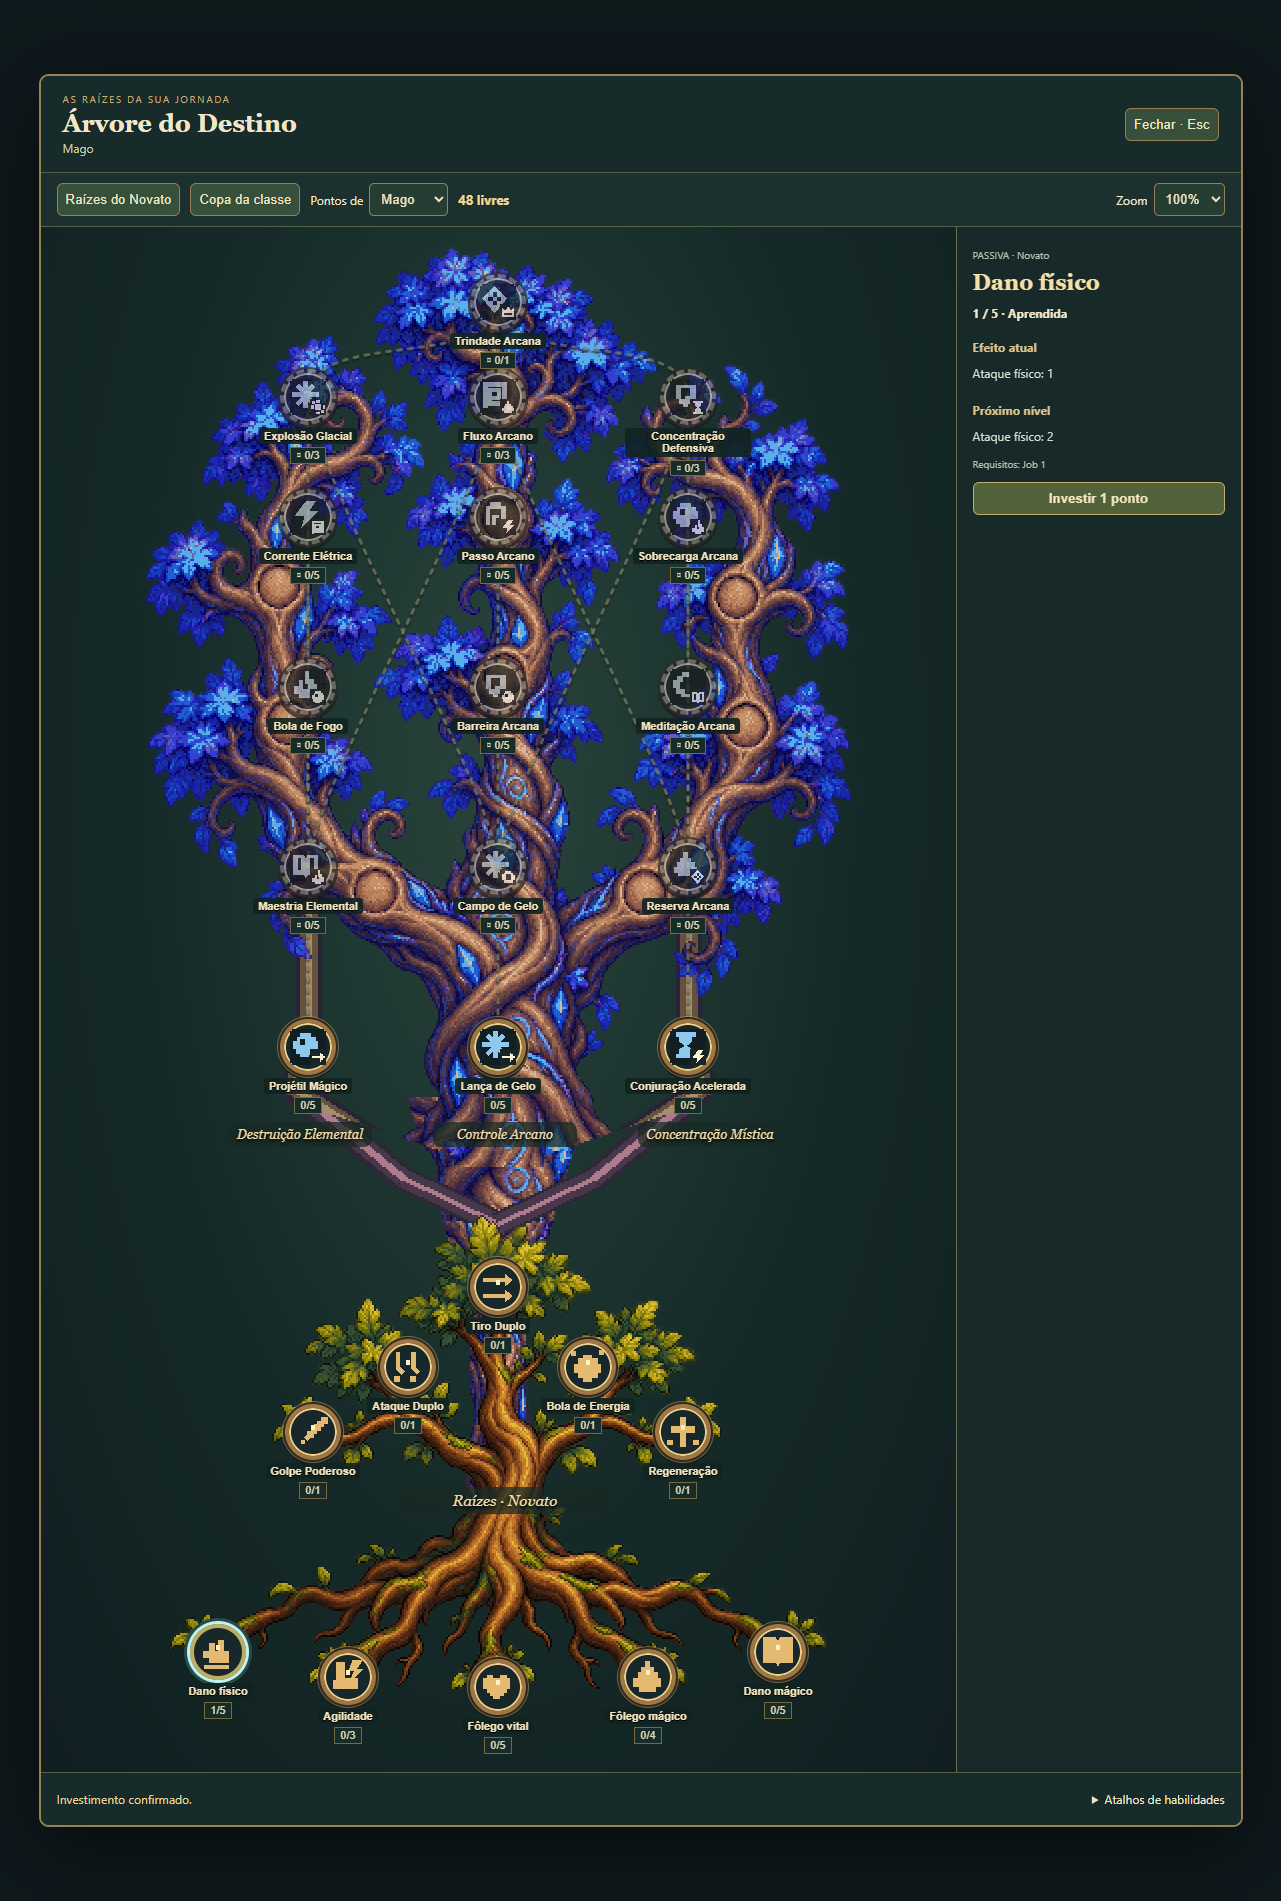 AS RAÍZES DA SUA JORNADA
Árvore do Destino
Mago
Fechar · Esc
Raízes do Novato
Copa da classe
Pontos de
Mago
48 livres
Zoom
100%
Trindade Arcana
¤ 0/1
Explosão Glacial
¤ 0/3
Fluxo Arcano
¤ 0/3
Concentração
Defensiva
¤ 0/3
Corrente Elétrica
¤ 0/5
Passo Arcano
¤ 0/5
Sobrecarga Arcana
¤ 0/5
Bola de Fogo
¤ 0/5
Barreira Arcana
¤ 0/5
Meditação Arcana
¤ 0/5
Maestria Elemental
¤ 0/5
Campo de Gelo
¤ 0/5
Reserva Arcana
¤ 0/5
Projétil Mágico
0/5
Lança de Gelo
0/5
Conjuração Acelerada
0/5
Destruição Elemental
Controle Arcano
Concentração Mística
Tiro Duplo
0/1
Ataque Duplo
0/1
Bola de Energia
0/1
Golpe Poderoso
0/1
Regeneração
0/1
Raízes · Novato
Dano físico
1/5
Agilidade
0/3
Fôlego vital
0/5
Fôlego mágico
0/4
Dano mágico
0/5
PASSIVA · Novato
Dano físico
1 / 5 · Aprendida
Efeito atual
Ataque físico: 1
Próximo nível
Ataque físico: 2
Requisitos: Job 1
Investir 1 ponto
Investimento confirmado.
▶ Atalhos de habilidades